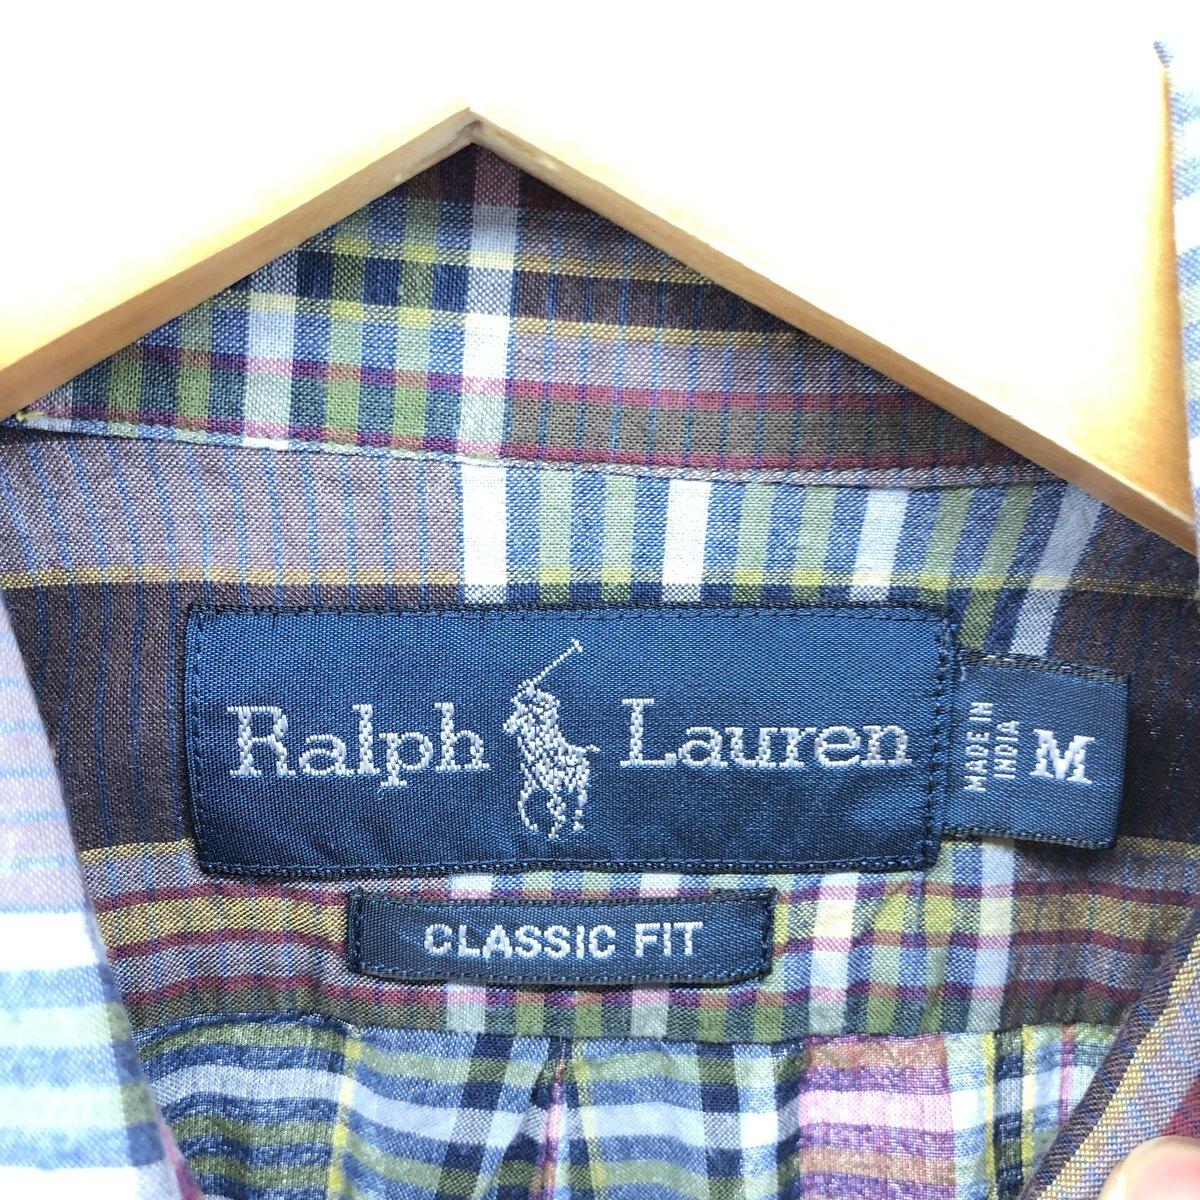 Ralph Lauren
MADE IN
INDIA
M
CLASSIC FIT